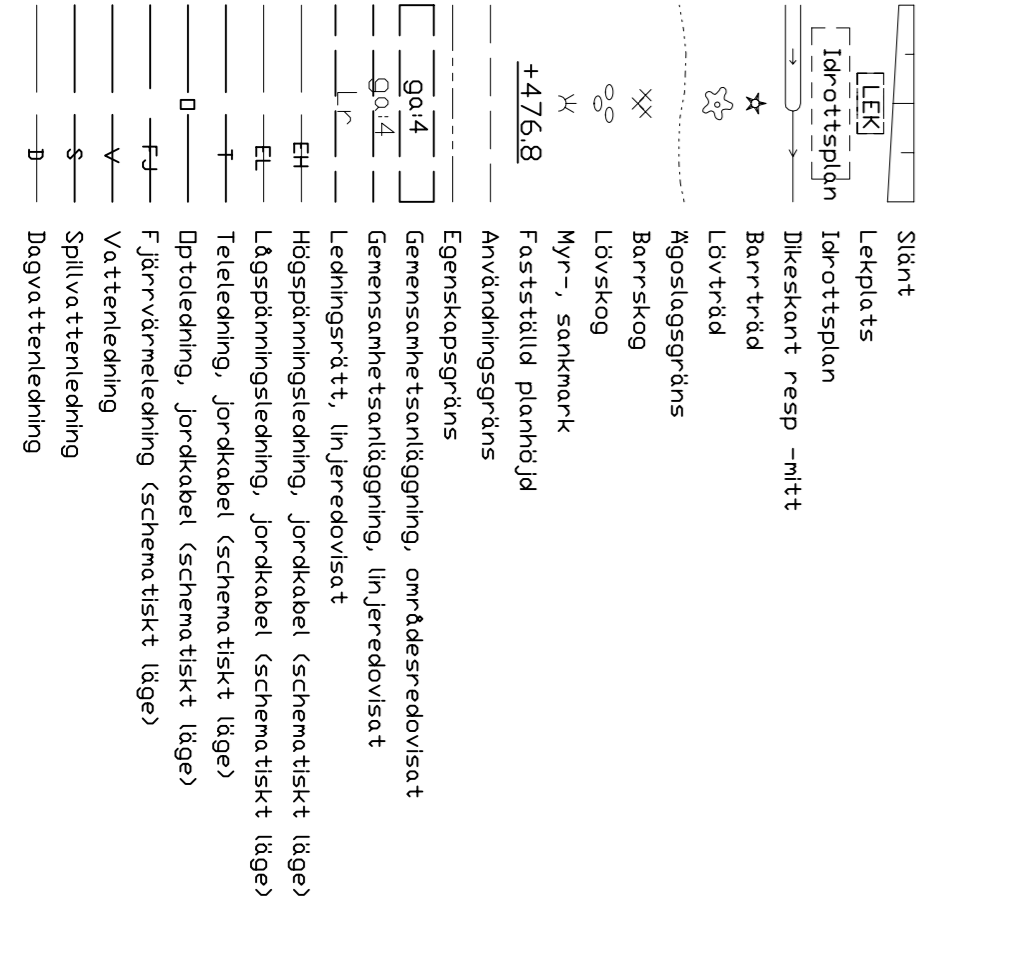 Slänt
LEK Lekplats
Idrottsplan Idrottsplan
Dikeskant resp -mitt
Barrträd
Lövträd
Ägoslagsgräns
Barrskog
Lövskog
Myr-, sankmark
+476.8 Fastställd planhöjd
Användningsgräns
Egenskapsgräns
ga:4 Gemensamhetsanläggning, områdesredovisat
ga:4 Gemensamhetsanläggning, linjeredovisat
Lr Ledningsrätt, linjeredovisat
EH Högspänningsledning, jordkabel (schematiskt läge)
EL Lågspänningsledning, jordkabel (schematiskt läge)
T Teleledning, jordkabel (schematiskt läge)
Optoledning, jordkabel (schematiskt läge)
FJ Fjärrvärmeledning (schematiskt läge)
V Vattenledning
S Spillvattenledning
D Dagvattenledning